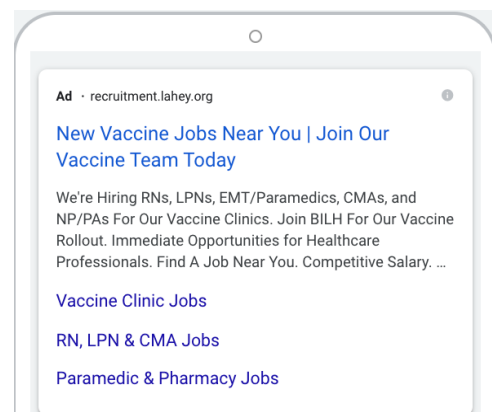 Ad · recruitment.lahey.org
New Vaccine Jobs Near You | Join Our
Vaccine Team Today
We're Hiring RNs, LPNs, EMT/Paramedics, CMAs, and
NP/PAs For Our Vaccine Clinics. Join BILH For Our Vaccine
Rollout. Immediate Opportunities for Healthcare
Professionals. Find A Job Near You. Competitive Salary. ...
Vaccine Clinic Jobs
RN, LPN & CMA Jobs
Paramedic & Pharmacy Jobs